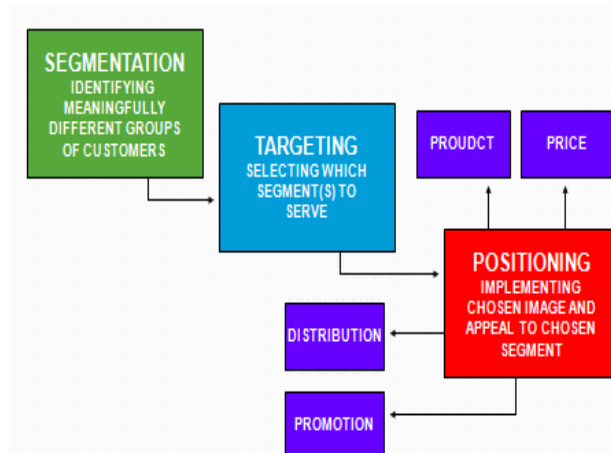 SEGMENTATION
IDENTIFYING
MEANINGFULLY
DIFFERENT GROUPS
OF CUSTOMERS
TARGETING
SELECTING WHICH
SEGMENT(S) TO
SERVE
PROUDCT
PRICE
POSITIONING
IMPLEMENTING
CHOSEN IMAGE AND
APPEAL TO CHOSEN
SEGMENT
DISTRIBUTION
PROMOTION